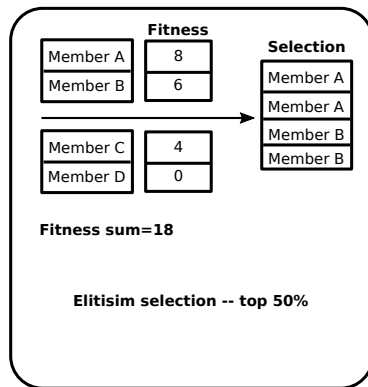 Fitness
Selection
Member A 8
Member B 6
Member C 4
Member D 0
Member A
Member A
Member B
Member B
Fitness sum=18
Elitisim selection -- top 50%